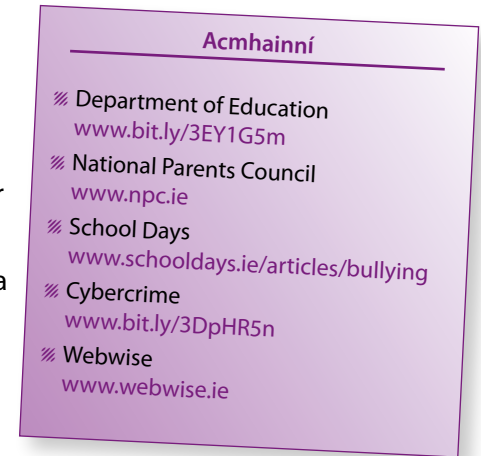 Acmhainní
Department of Education
www.bit.ly/3EY1G5m
National Parents Council
www.npc.ie
r
School Days
www.schooldays.ie/articles/bullying
a
Cybercrime
www.bit.ly/3DpHR5n
Webwise
www.webwise.ie